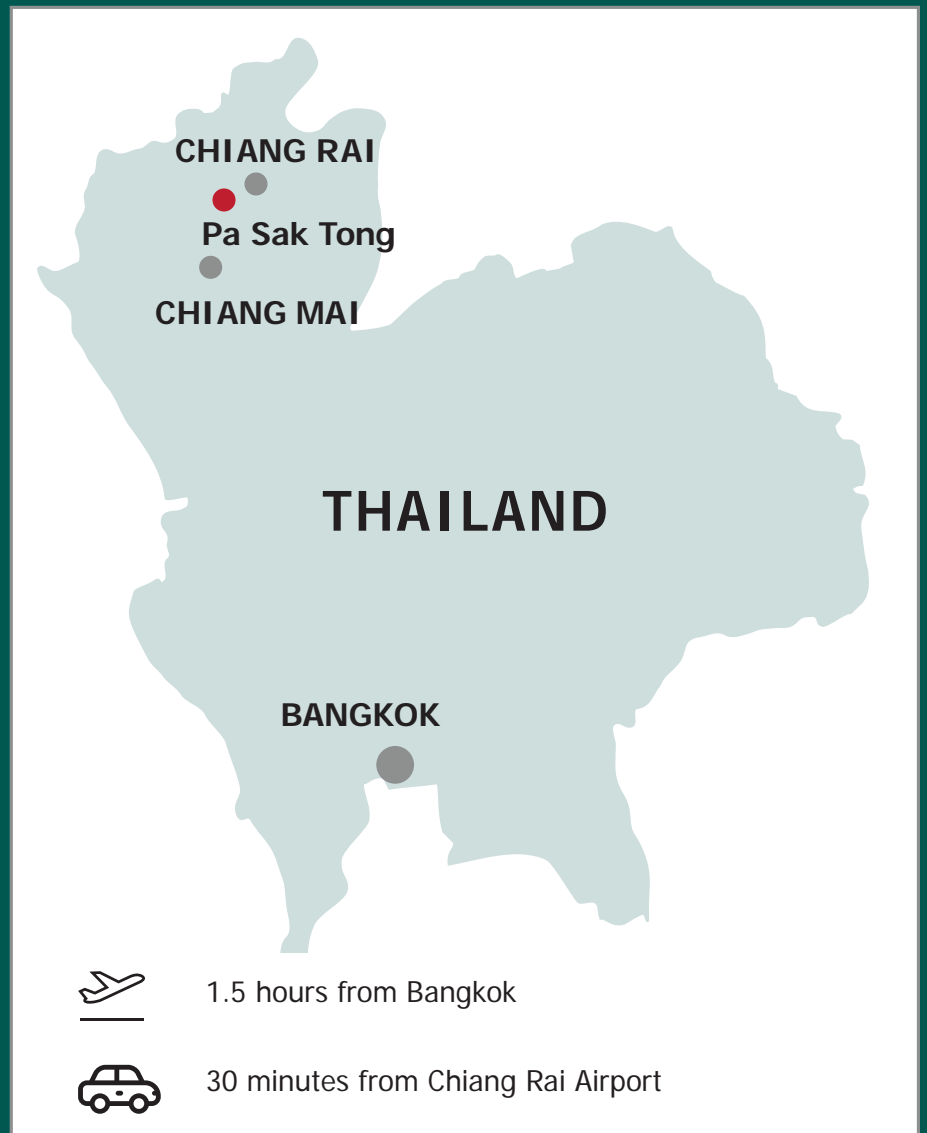 CHIANG RAI
Pa Sak Tong
CHIANG MAI
THAILAND
BANGKOK
1.5 hours from Bangkok
30 minutes from Chiang Rai Airport